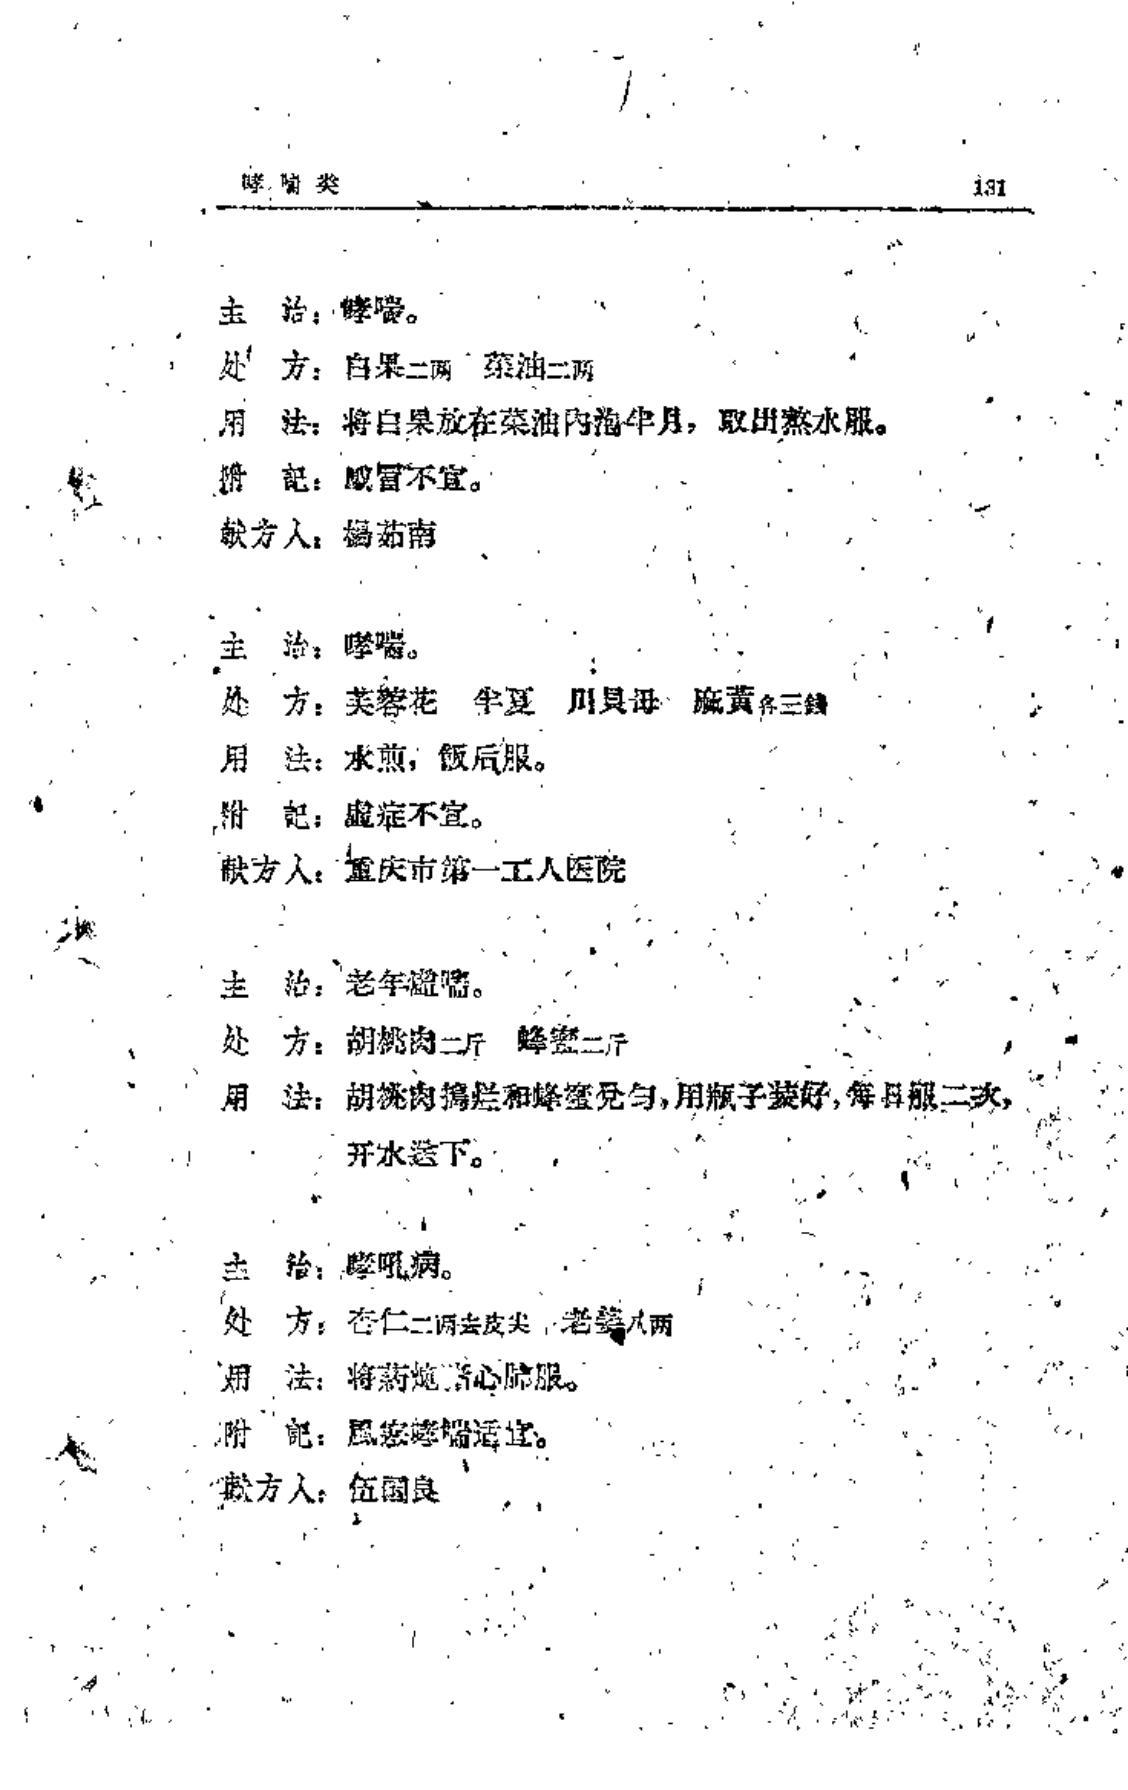 哮喘类 131
主 治：哮喘。
处 方：白果二两 菜油二两
用 法：将白果放在菜油内泡半月，取出熬水服。
附 記：感冒不宜。
献方人：楊茹南
主 治：哮喘。
处 方：芙蓉花 半夏 川貝母 麻黄各三錢
用 法：水煎，飯后服。
附 記：虛症不宜。
献方人：重庆市第一工人医院
主 治：老年虛喘。
处 方：胡桃肉二斤 蜂蜜二斤
用 法：胡桃肉搗烂和蜂蜜兌匀，用瓶子装好，每日服二次，
开水送下。
主 治：哮吼病。
处 方：杏仁二两去皮尖 老姜八两
用 法：将药炖猪心肺服。
附 記：風寒哮喘适宜。
献方人：伍国良